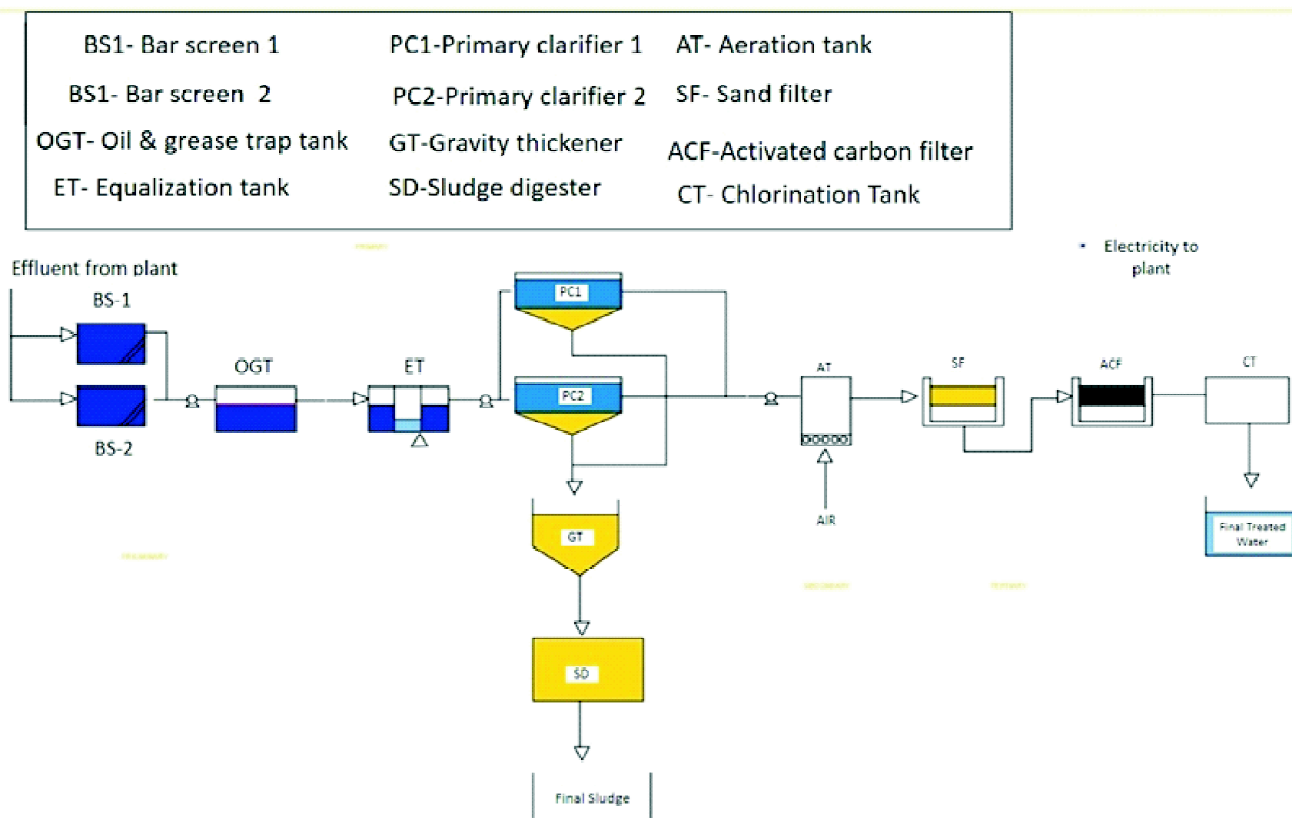 BS1- Bar screen 1
PC1-Primary clarifier 1
AT- Aeration tank
BS1- Bar screen 2
PC2-Primary clarifier 2
SF- Sand filter
OGT- Oil & grease trap tank
GT-Gravity thickener
ACF-Activated carbon filter
ET- Equalization tank
SD-Sludge digester
CT- Chlorination Tank
• Electricity to
plant
Effluent from plant
BS-1
PC1
OGT
ET
AT
SF
ACF
CT
PC2
BS-2
AIR
GT
Final Treated
Water
SD
Final Sludge